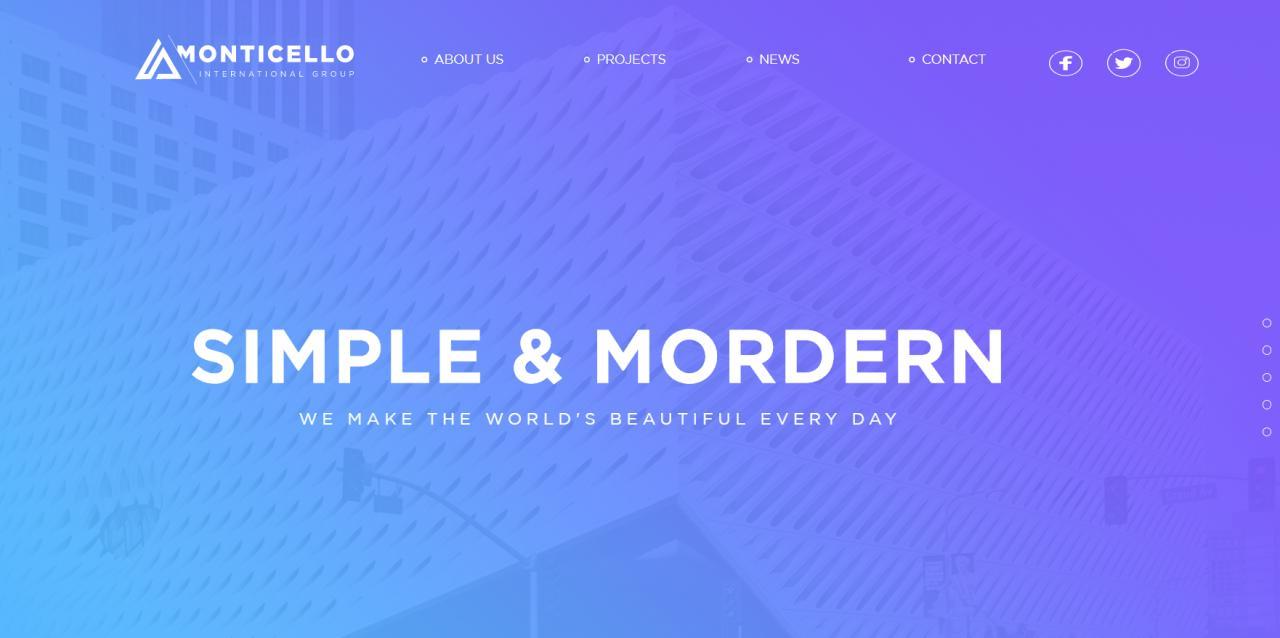 MONTICELLO
INTERNATIONAL GROUP
ABOUT US
PROJECTS
NEWS
CONTACT
SIMPLE & MORDERN
WE MAKE THE WORLD'S BEAUTIFUL EVERY DAY